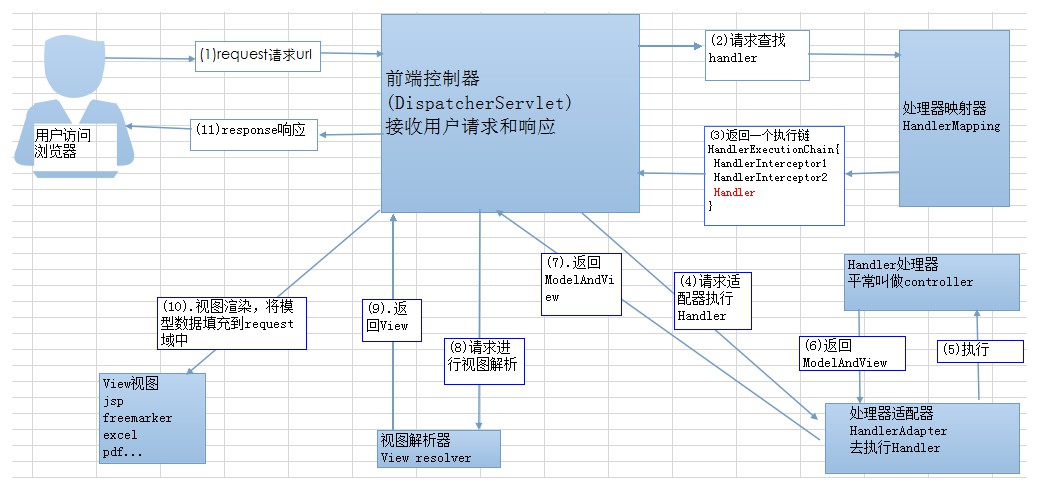 (1)request请求url
(2)请求查找
handler
前端控制器
(DispatcherServlet)
接收用户请求和响应
处理器映射器
HandlerMapping
用户访问
浏览器
(11)response响应
(3)返回一个执行链
HandlerExecutionChain{
HandlerInterceptor1
HandlerInterceptor2
Handler
}
(7).返回
ModelAndVi
ew
(4)请求适
配器执行
Handler
Handler处理器
平常叫做controller
(10).视图渲染，将模
型数据填充到request
域中
(9).返
回View
(8)请求进
行视图解析
(6)返回
ModelAndView
(5)执行
View视图
jsp
freemarker
excel
pdf...
视图解析器
View resolver
处理器适配器
HandlerAdapter
去执行Handler